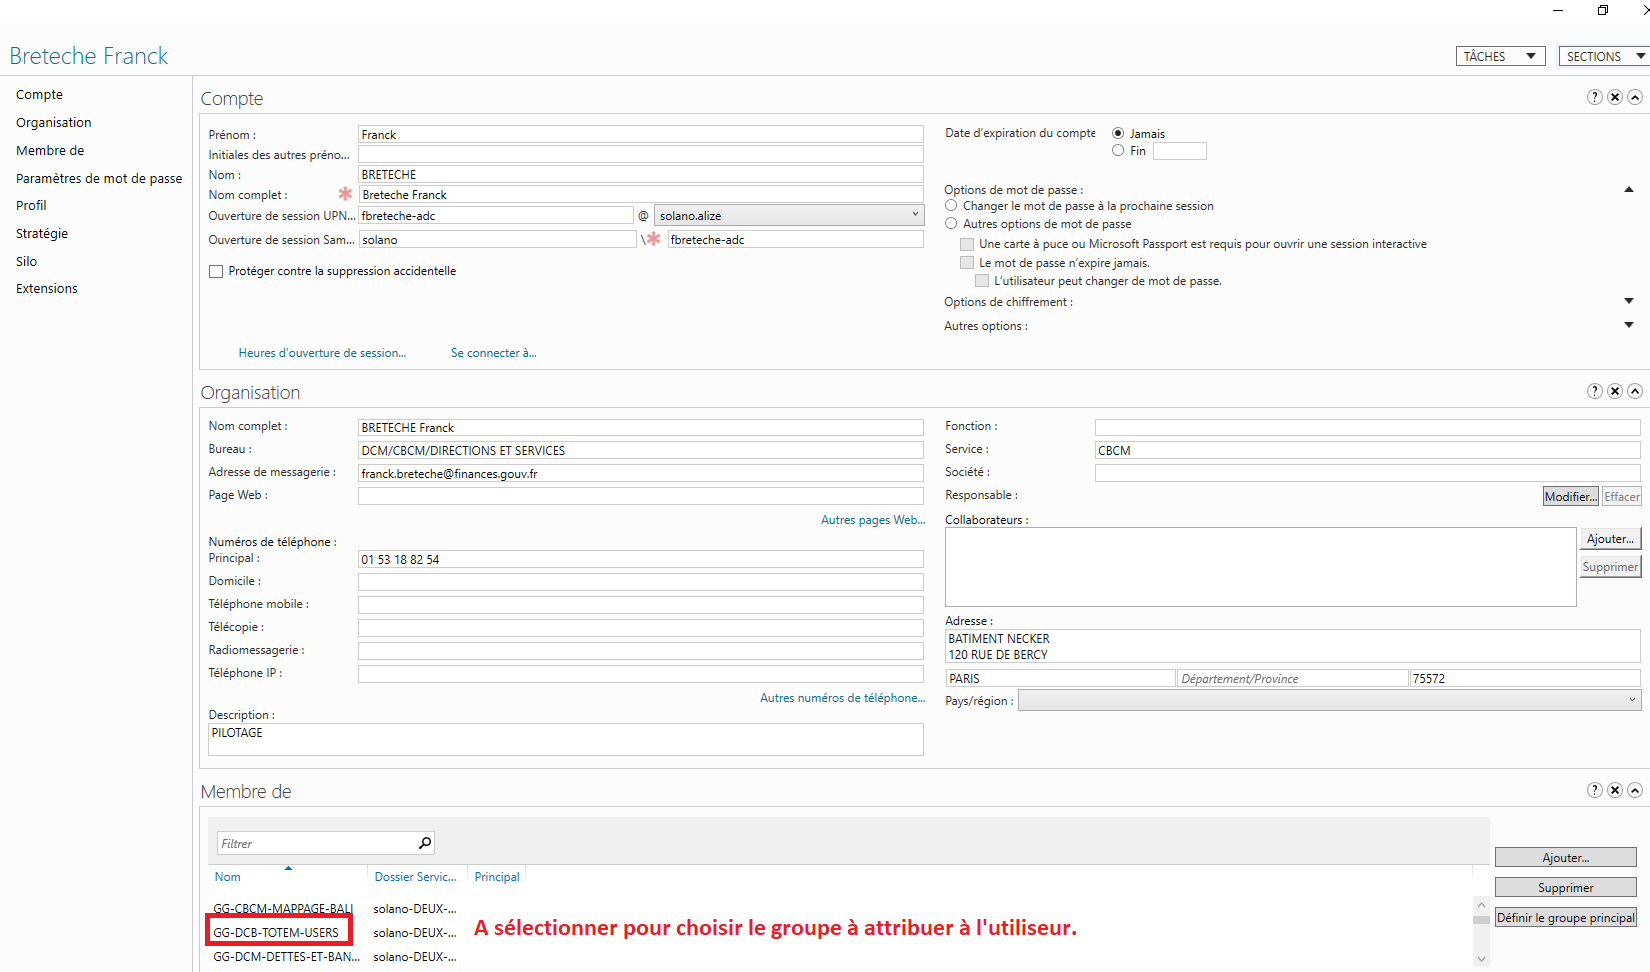 Breteche Franck
TÂCHES
SECTIONS
Compte
Organisation
Membre de
Paramètres de mot de passe
Profil
Stratégie
Silo
Extensions
Compte
Prénom :
Franck
Initiales des autres préno...
Nom :
BRETECHE
Nom complet :
Breteche Franck
Ouverture de session UPN...
fbreteche-adc
@
solano.alize
Ouverture de session Sam...
solano
\
fbreteche-adc
Protéger contre la suppression accidentelle
Heures d'ouverture de session...
Se connecter à...
Date d'expiration du compte
Jamais
Fin
Options de mot de passe :
Changer le mot de passe à la prochaine session
Autres options de mot de passe
Une carte à puce ou Microsoft Passport est requis pour ouvrir une session interactive
Le mot de passe n'expire jamais.
L'utilisateur peut changer de mot de passe.
Options de chiffrement :
Autres options :
Organisation
Nom complet :
BRETECHE Franck
Bureau :
DCM/CBCM/DIRECTIONS ET SERVICES
Adresse de messagerie :
franck.breteche@finances.gouv.fr
Page Web :
Autres pages Web...
Numéros de téléphone :
Principal :
01 53 18 82 54
Domicile :
Téléphone mobile :
Télécopie :
Radiomessagerie :
Téléphone IP :
Autres numéros de téléphone...
Description :
PILOTAGE
Fonction :
Service :
CBCM
Société :
Responsable :
Modifier...
Effacer
Collaborateurs :
Ajouter...
Supprimer
Adresse :
BATIMENT NECKER
120 RUE DE BERCY
PARIS
Département/Province
75572
Pays/région :
Membre de
Filtrer
Nom
Dossier Servic...
Principal
GG-CBCM-MAPPAGE-BALI
solano-DEUX-...
GG-DCB-TOTEM-USERS
solano-DEUX-...
A sélectionner pour choisir le groupe à attribuer à l'utiliseur.
GG-DCM-DETTES-ET-BAN...
solano-DEUX-...
Ajouter...
Supprimer
Définir le groupe principal